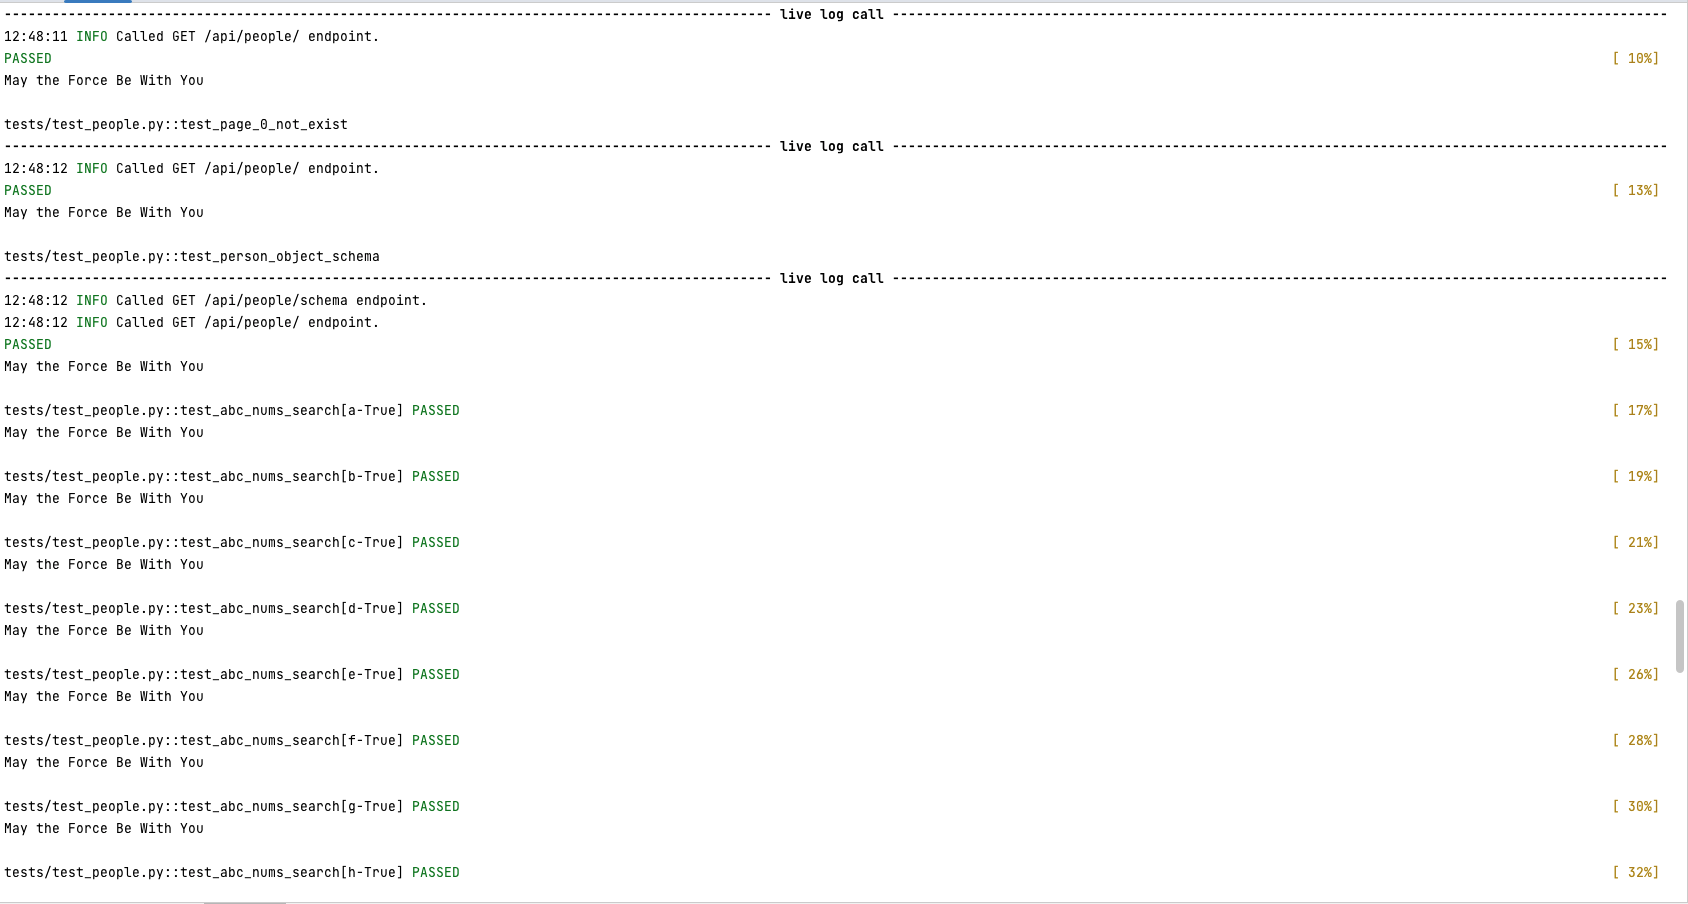 ------------------------------------------------------------------------------------------------ live log call -------------------------------------------------------------------------------------------------
12:48:11 INFO Called GET /api/people/ endpoint.
PASSED [ 10%]
May the Force Be With You
tests/test_people.py::test_page_0_not_exist
------------------------------------------------------------------------------------------------ live log call -------------------------------------------------------------------------------------------------
12:48:12 INFO Called GET /api/people/ endpoint.
PASSED [ 13%]
May the Force Be With You
tests/test_people.py::test_person_object_schema
------------------------------------------------------------------------------------------------ live log call -------------------------------------------------------------------------------------------------
12:48:12 INFO Called GET /api/people/schema endpoint.
12:48:12 INFO Called GET /api/people/ endpoint.
PASSED [ 15%]
May the Force Be With You
tests/test_people.py::test_abc_nums_search[a-True] PASSED [ 17%]
May the Force Be With You
tests/test_people.py::test_abc_nums_search[b-True] PASSED [ 19%]
May the Force Be With You
tests/test_people.py::test_abc_nums_search[c-True] PASSED [ 21%]
May the Force Be With You
tests/test_people.py::test_abc_nums_search[d-True] PASSED [ 23%]
May the Force Be With You
tests/test_people.py::test_abc_nums_search[e-True] PASSED [ 26%]
May the Force Be With You
tests/test_people.py::test_abc_nums_search[f-True] PASSED [ 28%]
May the Force Be With You
tests/test_people.py::test_abc_nums_search[g-True] PASSED [ 30%]
May the Force Be With You
tests/test_people.py::test_abc_nums_search[h-True] PASSED [ 32%]